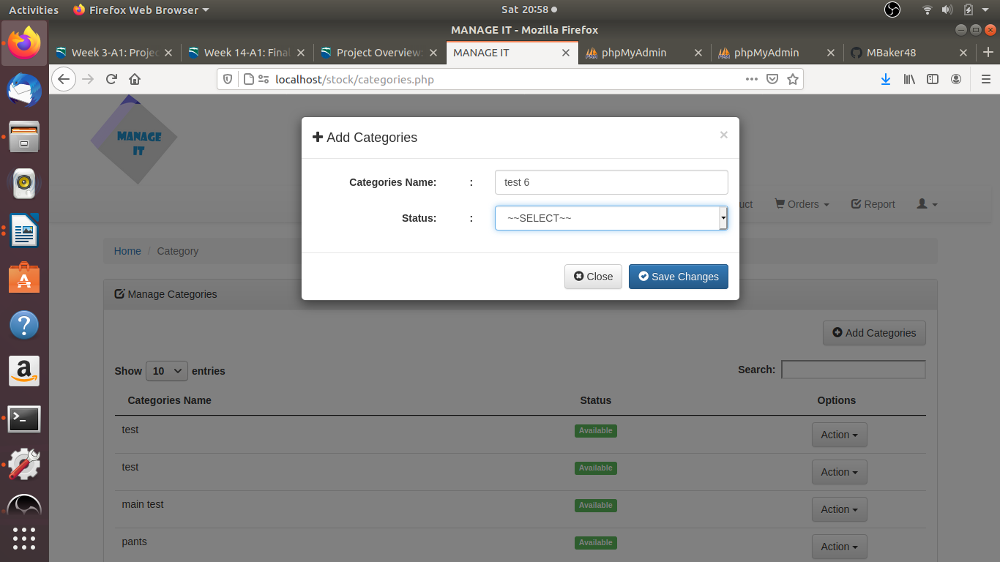 Activities Firefox Web Browser Sat 20:58
MANAGE IT - Mozilla Firefox
Week 3-A1: Projec Week 14-A1: Final Project Overview: MANAGE IT phpMyAdmin phpMyAdmin MBaker48
localhost/stock/categories.php
MANAGE
IT
Add Categories ×
Categories Name: : test 6
Orders Report
Status: : ~~SELECT~~
Home / Category
Close Save Changes
Manage Categories
Add Categories
Show 10 entries Search:
Categories Name Status Options
test Available Action
test Available Action
main test Available Action
pants Available Action